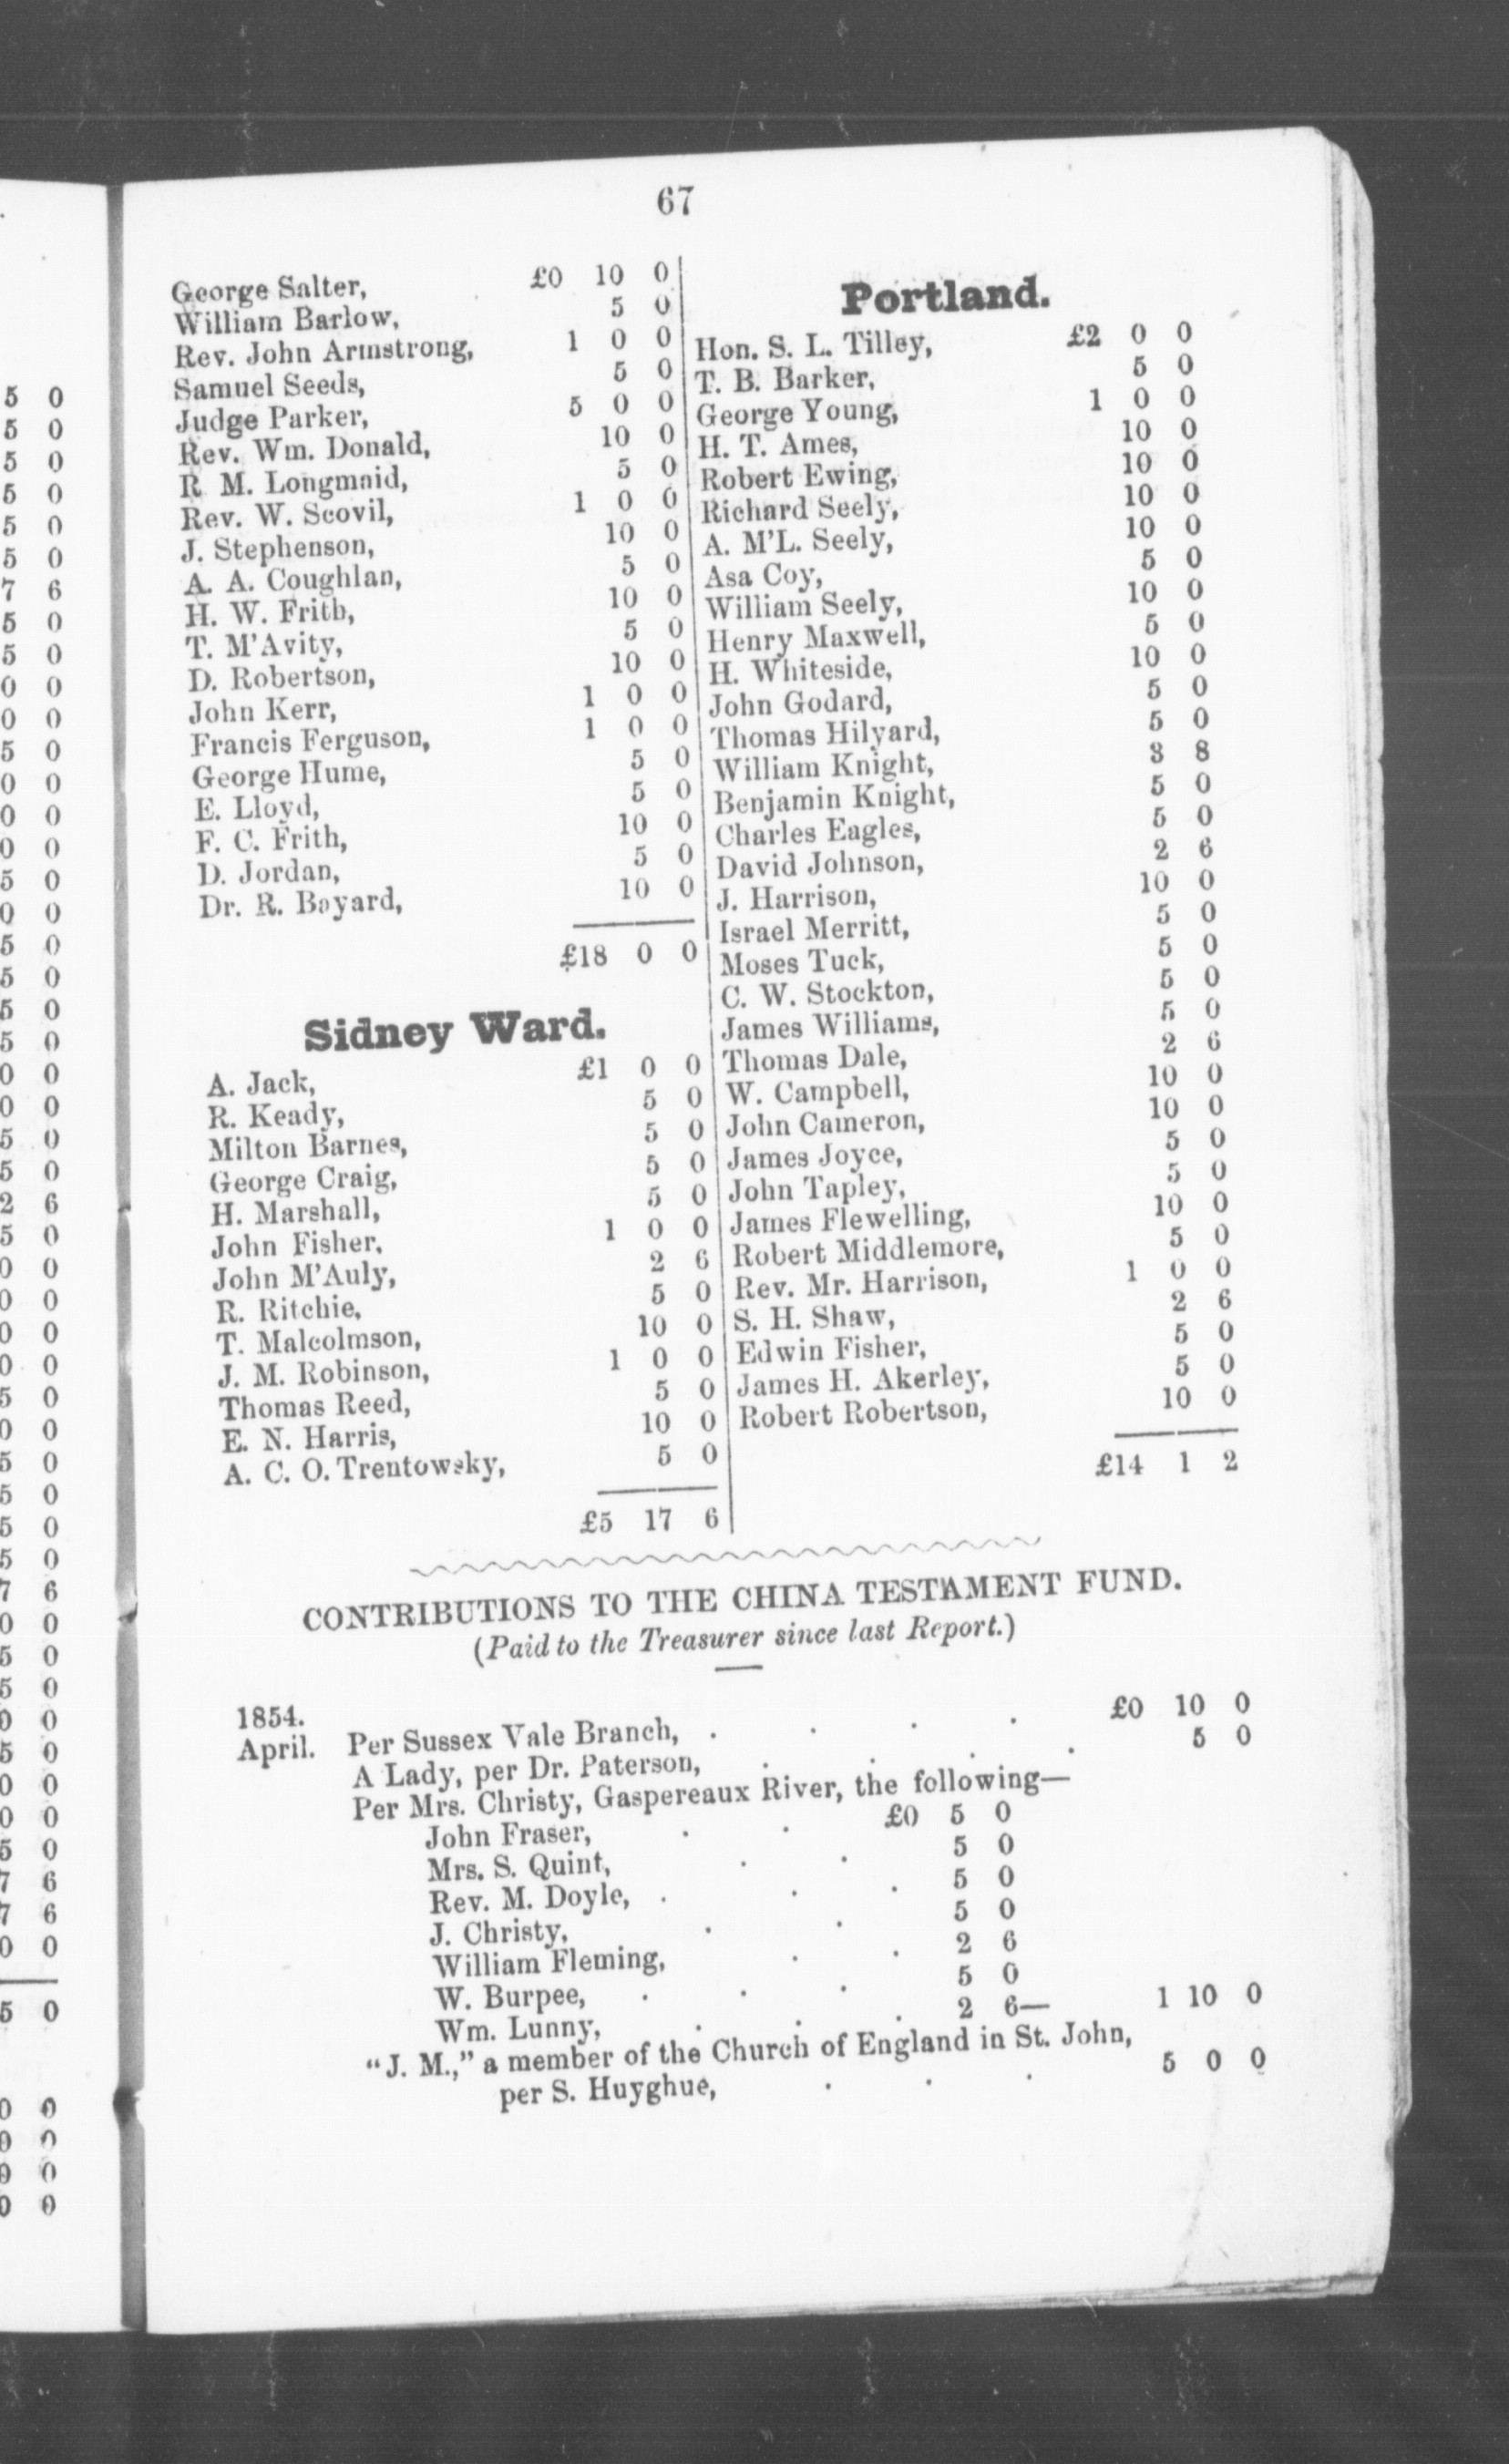 67
George Salter, £0 10 0
William Barlow, 5 0
Rev. John Armstrong, 1 0 0
Samuel Seeds, 5 0
Judge Parker, 5 0 0
Rev. Wm. Donald, 10 0
R M. Longmaid, 5 0
Rev. W. Scovil, 1 0 0
J. Stephenson, 10 0
A. A. Coughlan, 5 0
H. W. Frith, 10 0
T. M'Avity, 5 0
D. Robertson, 10 0
John Kerr, 1 0 0
Francis Ferguson, 1 0 0
George Hume, 5 0
E. Lloyd, 5 0
F. C. Frith, 10 0
D. Jordan, 5 0
Dr. R. Bayard, 10 0
£18 0 0
Sidney Ward.
A. Jack, £1 0 0
R. Keady, 5 0
Milton Barnes, 5 0
George Craig, 5 0
H. Marshall, 5 0
John Fisher, 1 0 0
John M'Auly, 2 6
R. Ritchie, 5 0
T. Malcolmson, 10 0
J. M. Robinson, 1 0 0
Thomas Reed, 5 0
E. N. Harris, 10 0
A. C. O. Trentowsky, 5 0
£5 17 6
Portland.
Hon. S. L. Tilley, £2 0 0
T. B. Barker, 5 0
George Young, 1 0 0
H. T. Ames, 10 0
Robert Ewing, 10 0
Richard Seely, 10 0
A. M'L. Seely, 10 0
Asa Coy, 5 0
William Seely, 10 0
Henry Maxwell, 5 0
H. Whiteside, 10 0
John Godard, 5 0
Thomas Hilyard, 5 0
William Knight, 3 8
Benjamin Knight, 5 0
Charles Eagles, 5 0
David Johnson, 2 6
J. Harrison, 10 0
Israel Merritt, 5 0
Moses Tuck, 5 0
C. W. Stockton, 5 0
James Williams, 5 0
Thomas Dale, 2 6
W. Campbell, 10 0
John Cameron, 10 0
James Joyce, 5 0
John Tapley, 5 0
James Flewelling, 10 0
Robert Middlemore, 5 0
Rev. Mr. Harrison, 1 0 0
S. H. Shaw, 2 6
Edwin Fisher, 5 0
James H. Akerley, 5 0
Robert Robertson, 10 0
£14 1 2
CONTRIBUTIONS TO THE CHINA TESTAMENT FUND.
(Paid to the Treasurer since last Report.)
1854.
April. Per Sussex Vale Branch, . . . . £0 10 0
A Lady, per Dr. Paterson, . . . . 5 0
Per Mrs. Christy, Gaspereaux River, the following—
John Fraser, . . £0 5 0
Mrs. S. Quint, . . 5 0
Rev. M. Doyle, . . . 5 0
J. Christy, . . 5 0
William Fleming, . . 2 6
W. Burpee, . . . 5 0
Wm. Lunny, . . . 2 6— 1 10 0
"J. M.," a member of the Church of England in St. John,
per S. Huyghue, . . . 5 0 0